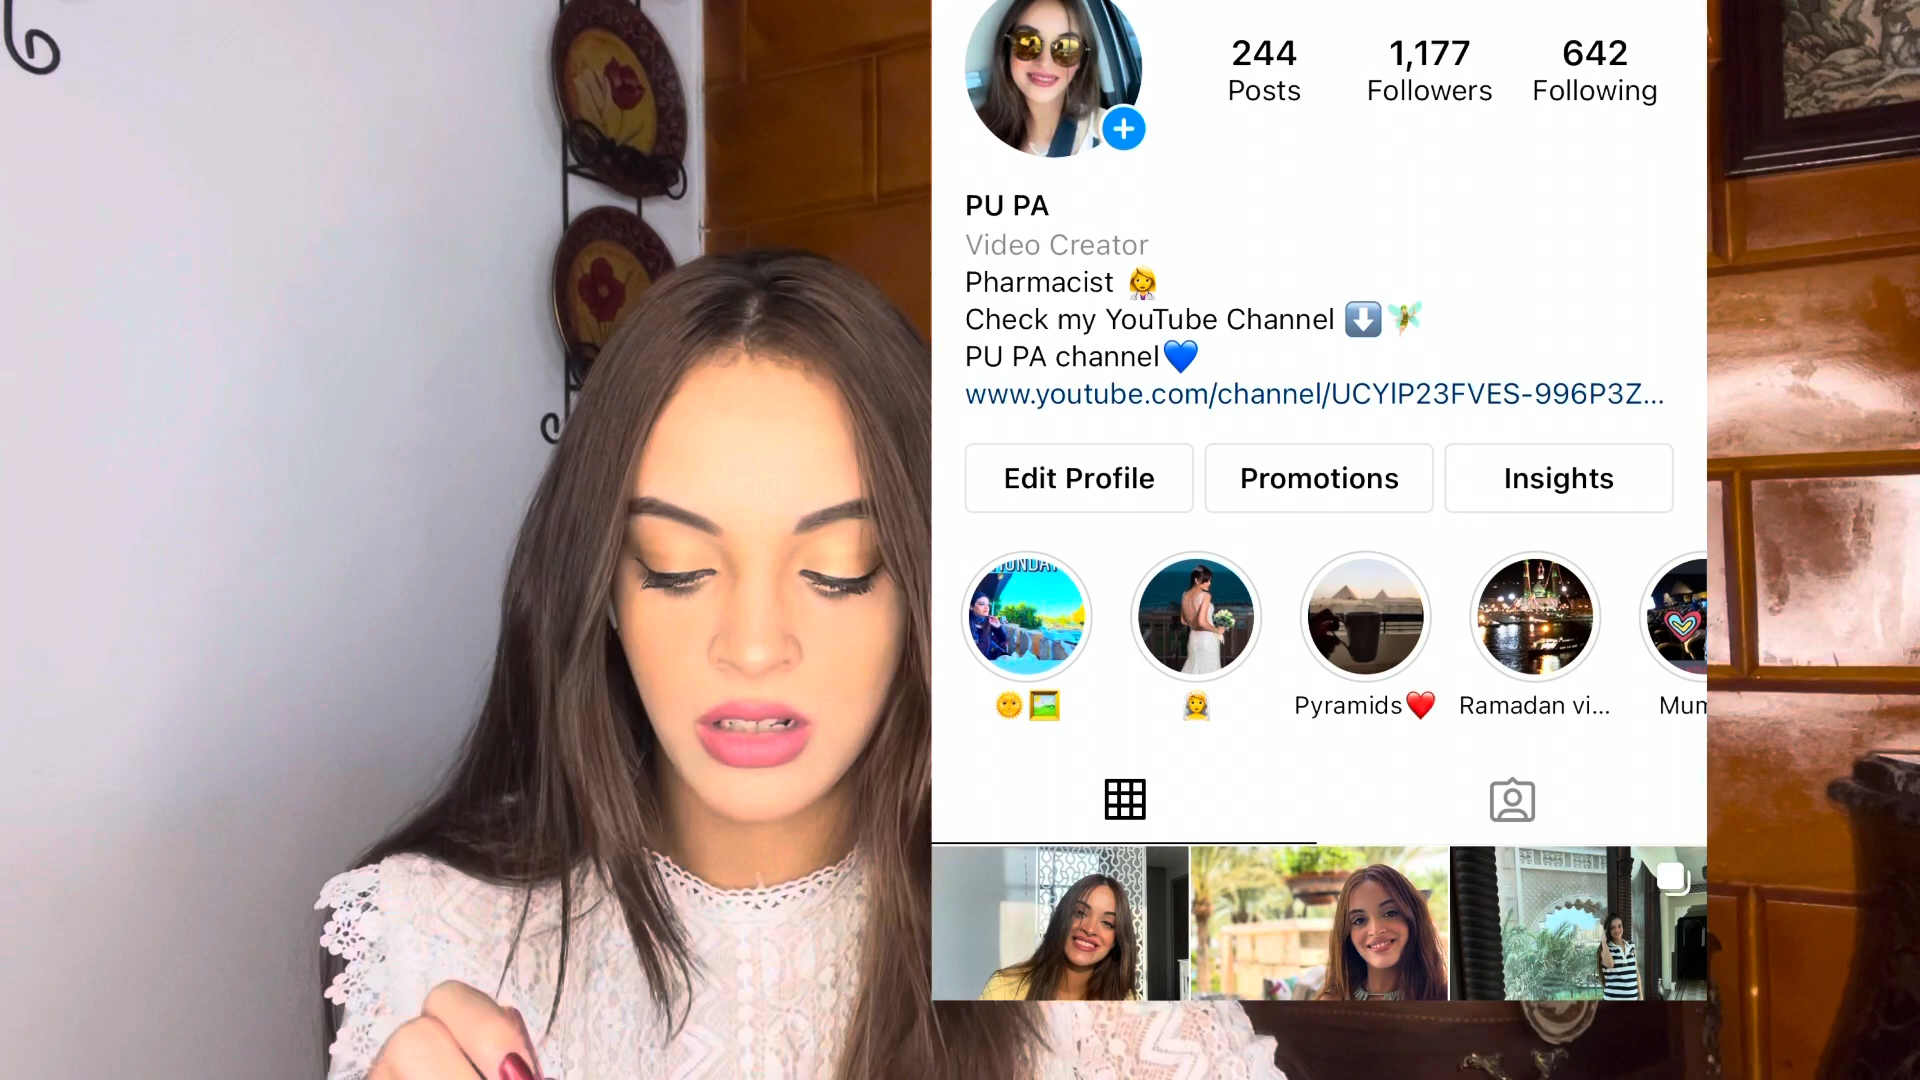 244
Posts
1,177
Followers
642
Following
PU PA
Video Creator
Pharmacist 👩‍⚕️
Check my YouTube Channel ⬇️🧚
PU PA channel💙
www.youtube.com/channel/UCYIP23FVES-996P3Z...
Edit Profile
Promotions
Insights
🌞🖼️
👰
Pyramids❤️
Ramadan vi...
Mum